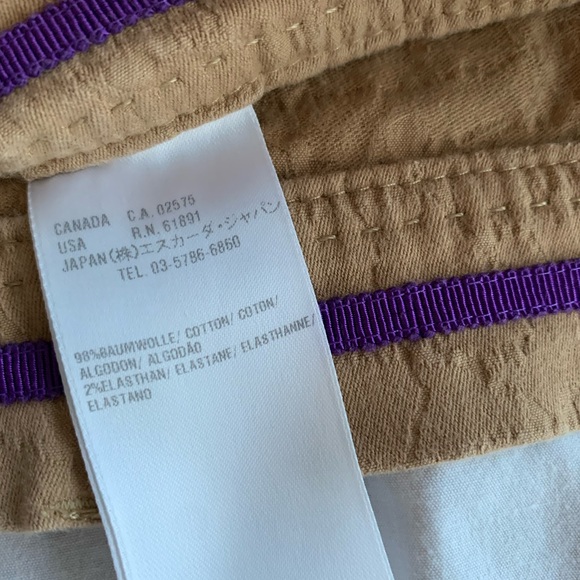 CANADA C.A. 02575
USA R.N. 61891
JAPAN(株)エスカーダ・ジャパン
TEL. 03-5786-6850
98%BAUMWOLLE/ COTTON/ COTON/
ALGODON/ ALGODÃO
2%ELASTHAN/ ELASTANE/ ELASTHANNE/
ELASTANO